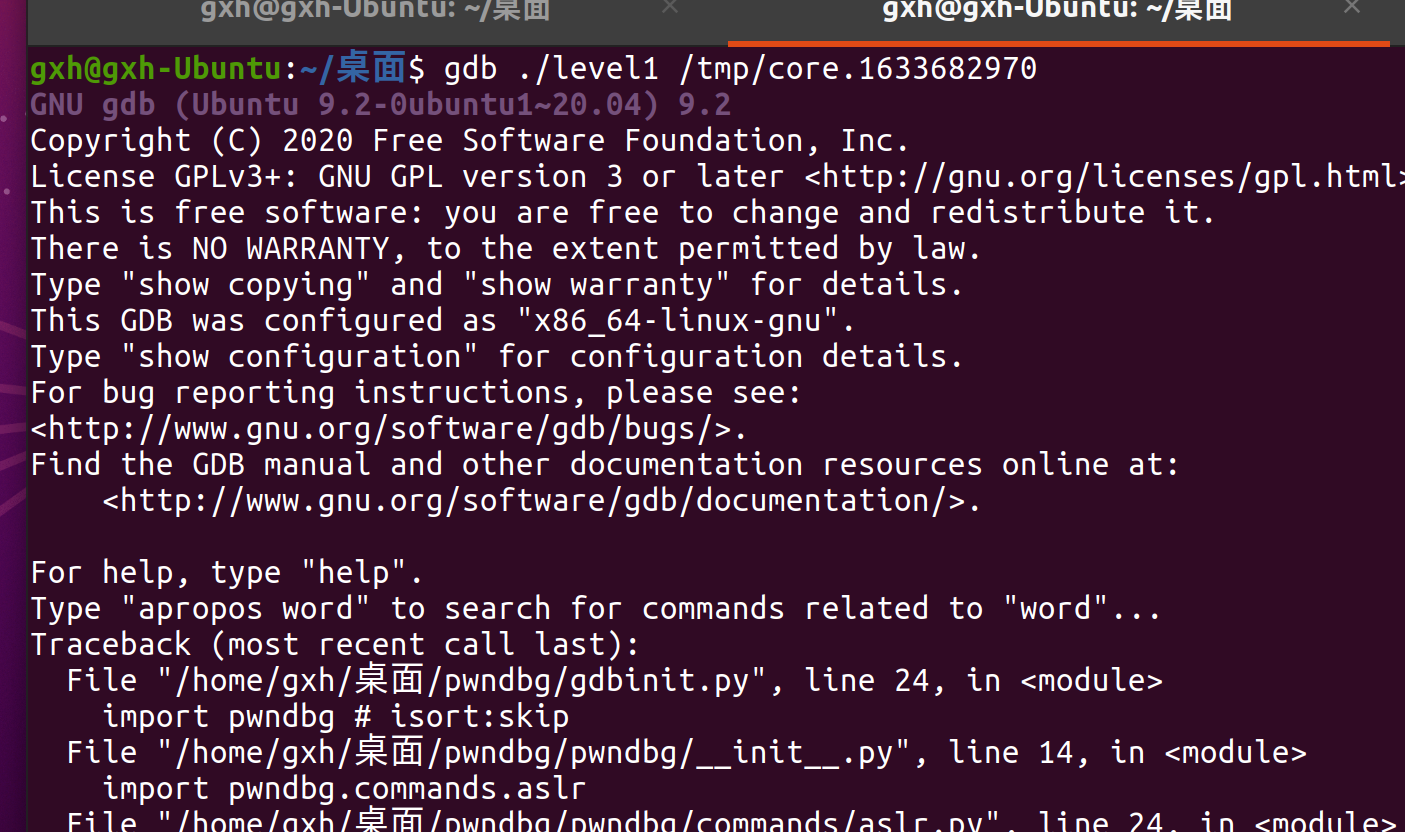 gxh@gxh-Ubuntu: ~/桌面 × gxh@gxh-Ubuntu: ~/桌面 ×
gxh@gxh-Ubuntu:~/桌面$ gdb ./level1 /tmp/core.1633682970
GNU gdb (Ubuntu 9.2-0ubuntu1~20.04) 9.2
Copyright (C) 2020 Free Software Foundation, Inc.
License GPLv3+: GNU GPL version 3 or later <http://gnu.org/licenses/gpl.html>
This is free software: you are free to change and redistribute it.
There is NO WARRANTY, to the extent permitted by law.
Type "show copying" and "show warranty" for details.
This GDB was configured as "x86_64-linux-gnu".
Type "show configuration" for configuration details.
For bug reporting instructions, please see:
<http://www.gnu.org/software/gdb/bugs/>.
Find the GDB manual and other documentation resources online at:
    <http://www.gnu.org/software/gdb/documentation/>.

For help, type "help".
Type "apropos word" to search for commands related to "word"...
Traceback (most recent call last):
  File "/home/gxh/桌面/pwndbg/gdbinit.py", line 24, in <module>
    import pwndbg # isort:skip
  File "/home/gxh/桌面/pwndbg/pwndbg/__init__.py", line 14, in <module>
    import pwndbg.commands.aslr
  File "/home/gxh/桌面/pwndbg/pwndbg/commands/aslr.py", line 24, in <module>